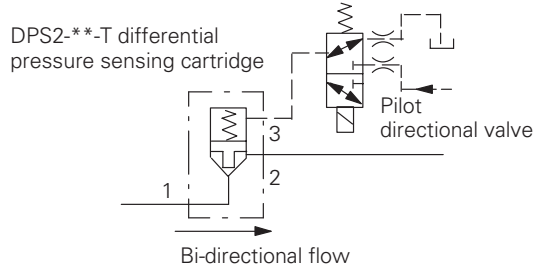 DPS2-**-T differential
pressure sensing cartridge
Pilot
directional valve
3
2
1
Bi-directional flow